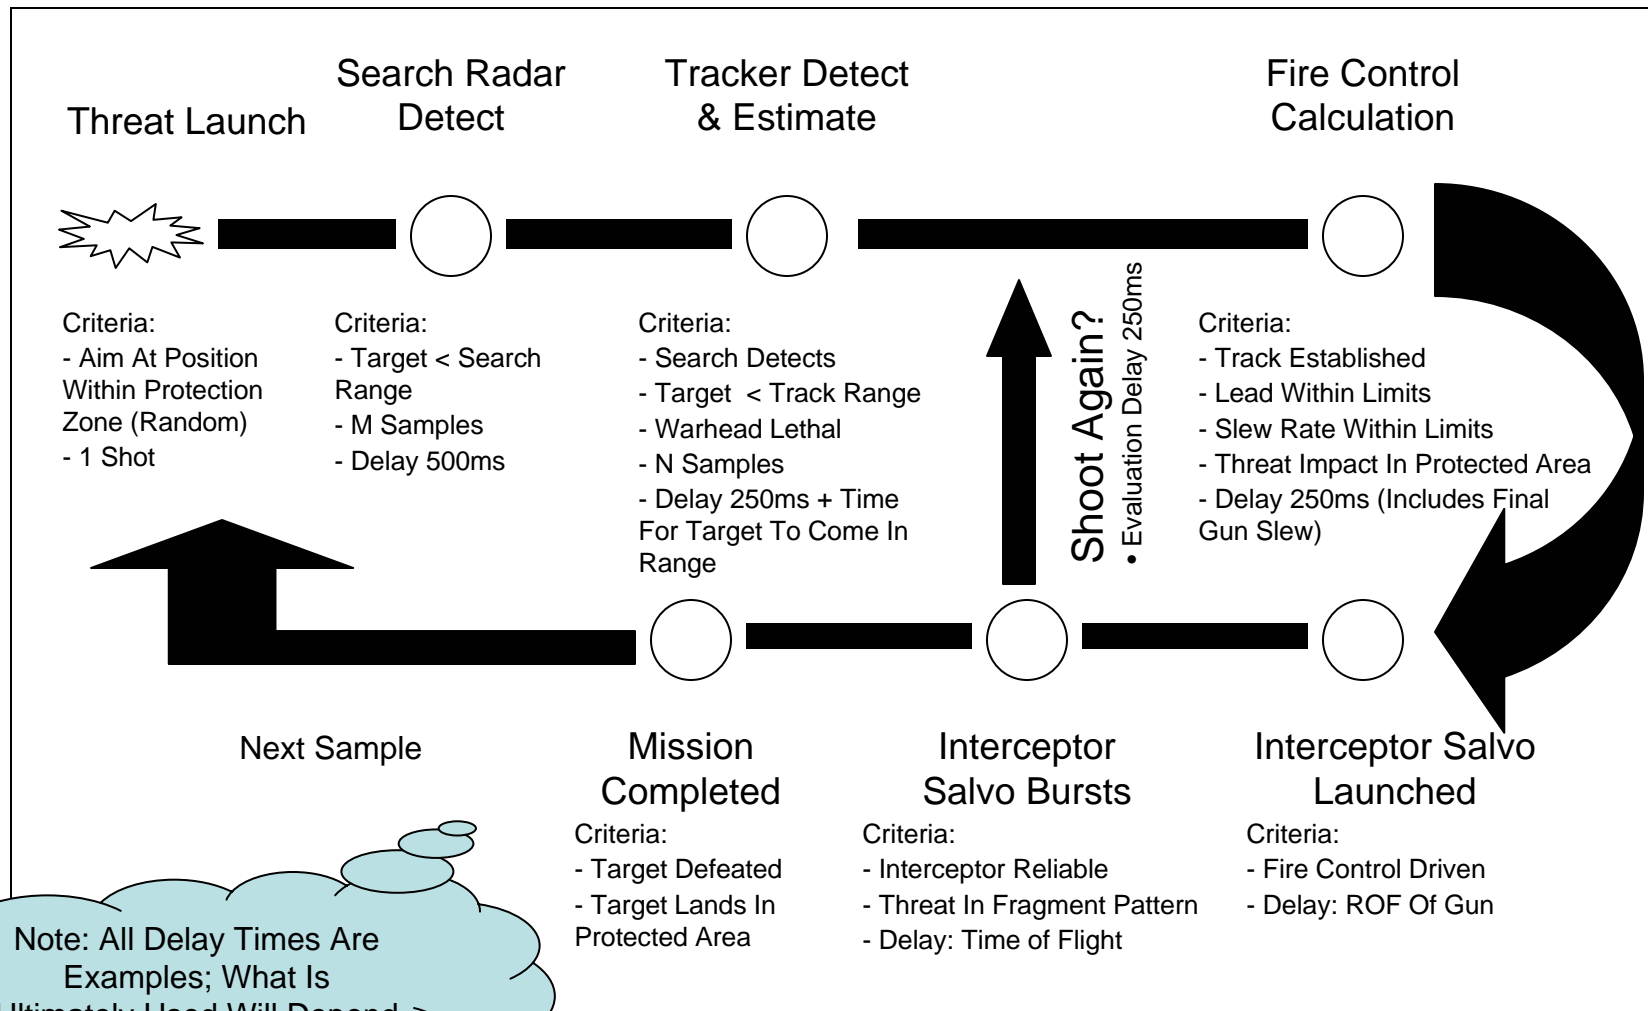 Threat Launch
Search Radar
Detect
Tracker Detect
& Estimate
Fire Control
Calculation
Criteria:
- Aim At Position
Within Protection
Zone (Random)
- 1 Shot
Criteria:
- Target < Search
Range
- M Samples
- Delay 500ms
Criteria:
- Search Detects
- Target < Track Range
- Warhead Lethal
- N Samples
- Delay 250ms + Time
For Target To Come In
Range
Shoot Again?
• Evaluation Delay 250ms
Criteria:
- Track Established
- Lead Within Limits
- Slew Rate Within Limits
- Threat Impact In Protected Area
- Delay 250ms (Includes Final
Gun Slew)
Next Sample
Mission
Completed
Criteria:
- Target Defeated
- Target Lands In
Protected Area
Interceptor
Salvo Bursts
Criteria:
- Interceptor Reliable
- Threat In Fragment Pattern
- Delay: Time of Flight
Interceptor Salvo
Launched
Criteria:
- Fire Control Driven
- Delay: ROF Of Gun
Note: All Delay Times Are
Examples; What Is
Ultimately Used Will Depend